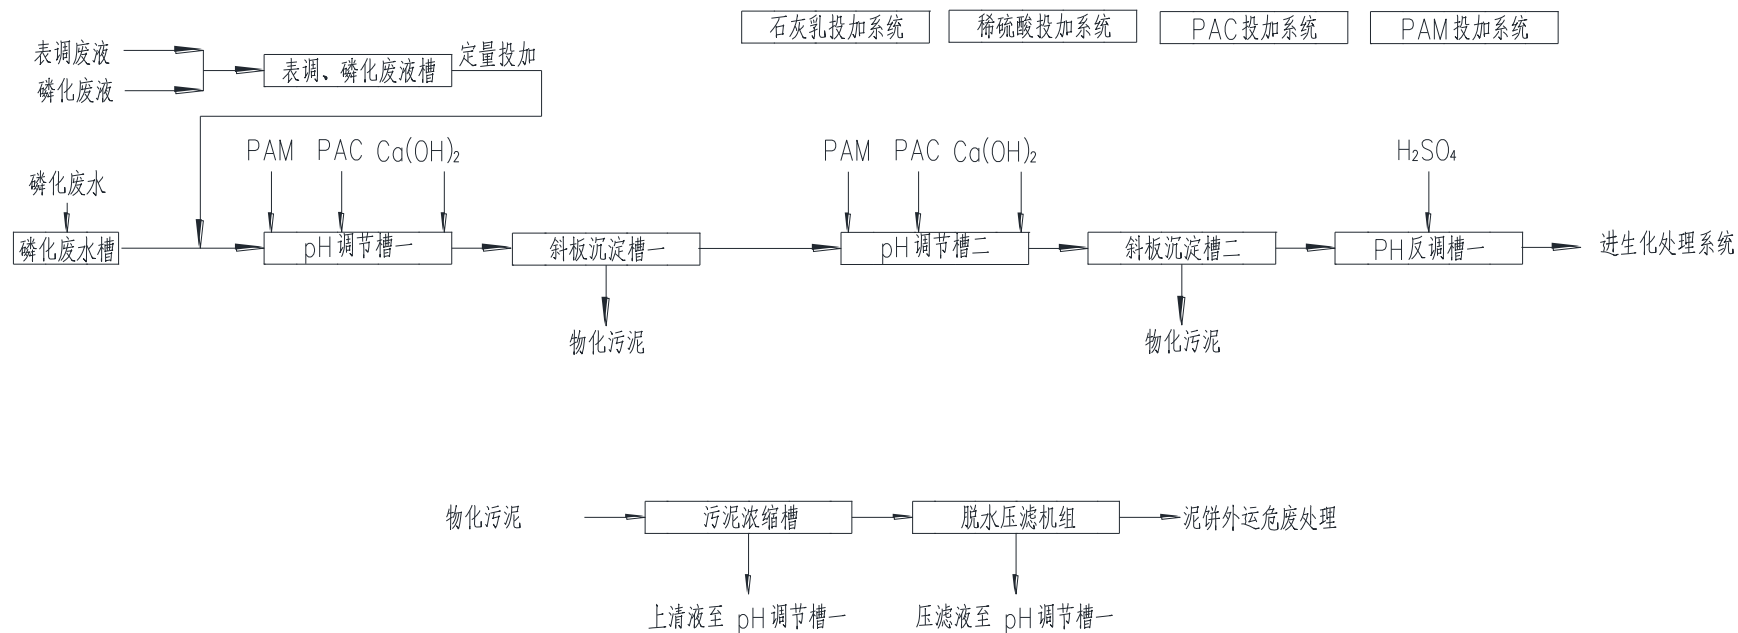 石灰乳投加系统
稀硫酸投加系统
PAC投加系统
PAM投加系统
表调废液
磷化废液
表调、磷化废液槽
定量投加
PAM
PAC
Ca(OH)₂
PAM
PAC
Ca(OH)₂
H₂SO₄
磷化废水
磷化废水槽
pH调节槽一
斜板沉淀槽一
pH调节槽二
斜板沉淀槽二
PH反调槽一
进生化处理系统
物化污泥
物化污泥
物化污泥
污泥浓缩槽
脱水压滤机组
泥饼外运危废处理
上清液至 pH调节槽一
压滤液至 pH调节槽一